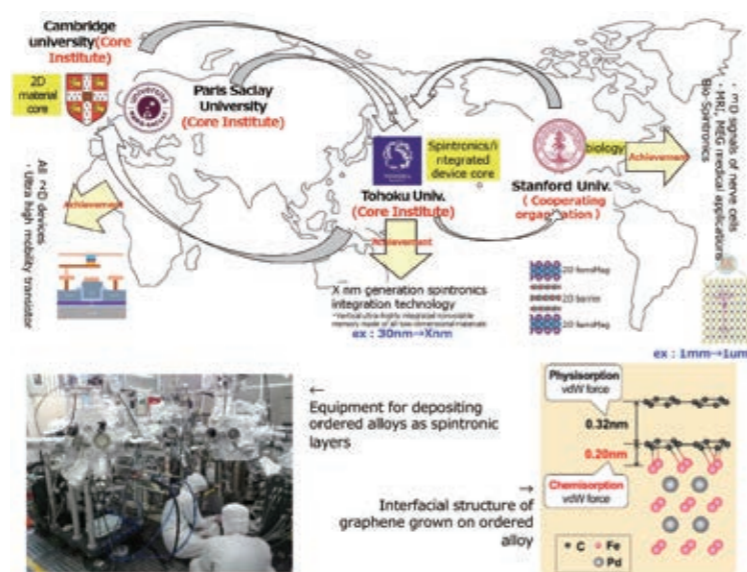 Cambridge
university(Core
Institute)
2D
material
core
Paris Saclay
University
(Core Institute)
Spintronics/i
ntegrated
device core
Tohoku Univ.
(Core Institute)
biology
Stanford Univ.
( Cooperating
organization )
Achievement
Achievement
Achievement
All 2D devices
- Ultra high mobility transistor
Bio Spintronics
- MRI, MEG medical applications
signals of nerve cells
X nm generation spintronics
integration technology
ex : 30nm→Xnm
2D ferroMag
2D barrier
2D ferroMag
ex : 1mm→1um
←
Equipment for depositing
ordered alloys as spintronic
layers
→
Interfacial structure of
graphene grown on ordered
alloy
Physisorption
vdW force
0.32nm
0.20nm
Chemisorption
vdW force
C
Fe
Pd